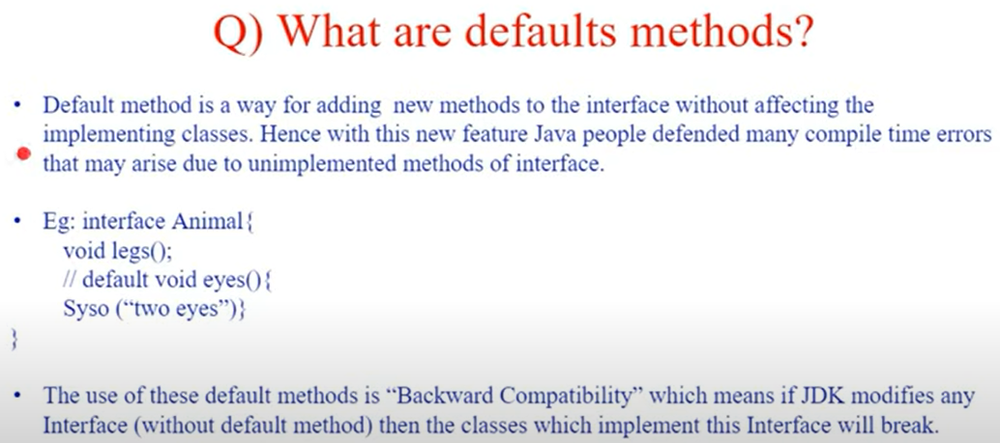 Q) What are defaults methods?
• Default method is a way for adding new methods to the interface without affecting the
implementing classes. Hence with this new feature Java people defended many compile time errors
that may arise due to unimplemented methods of interface.
• Eg: interface Animal{
void legs();
// default void eyes(){
Syso (“two eyes”)}
}
• The use of these default methods is “Backward Compatibility” which means if JDK modifies any
Interface (without default method) then the classes which implement this Interface will break.